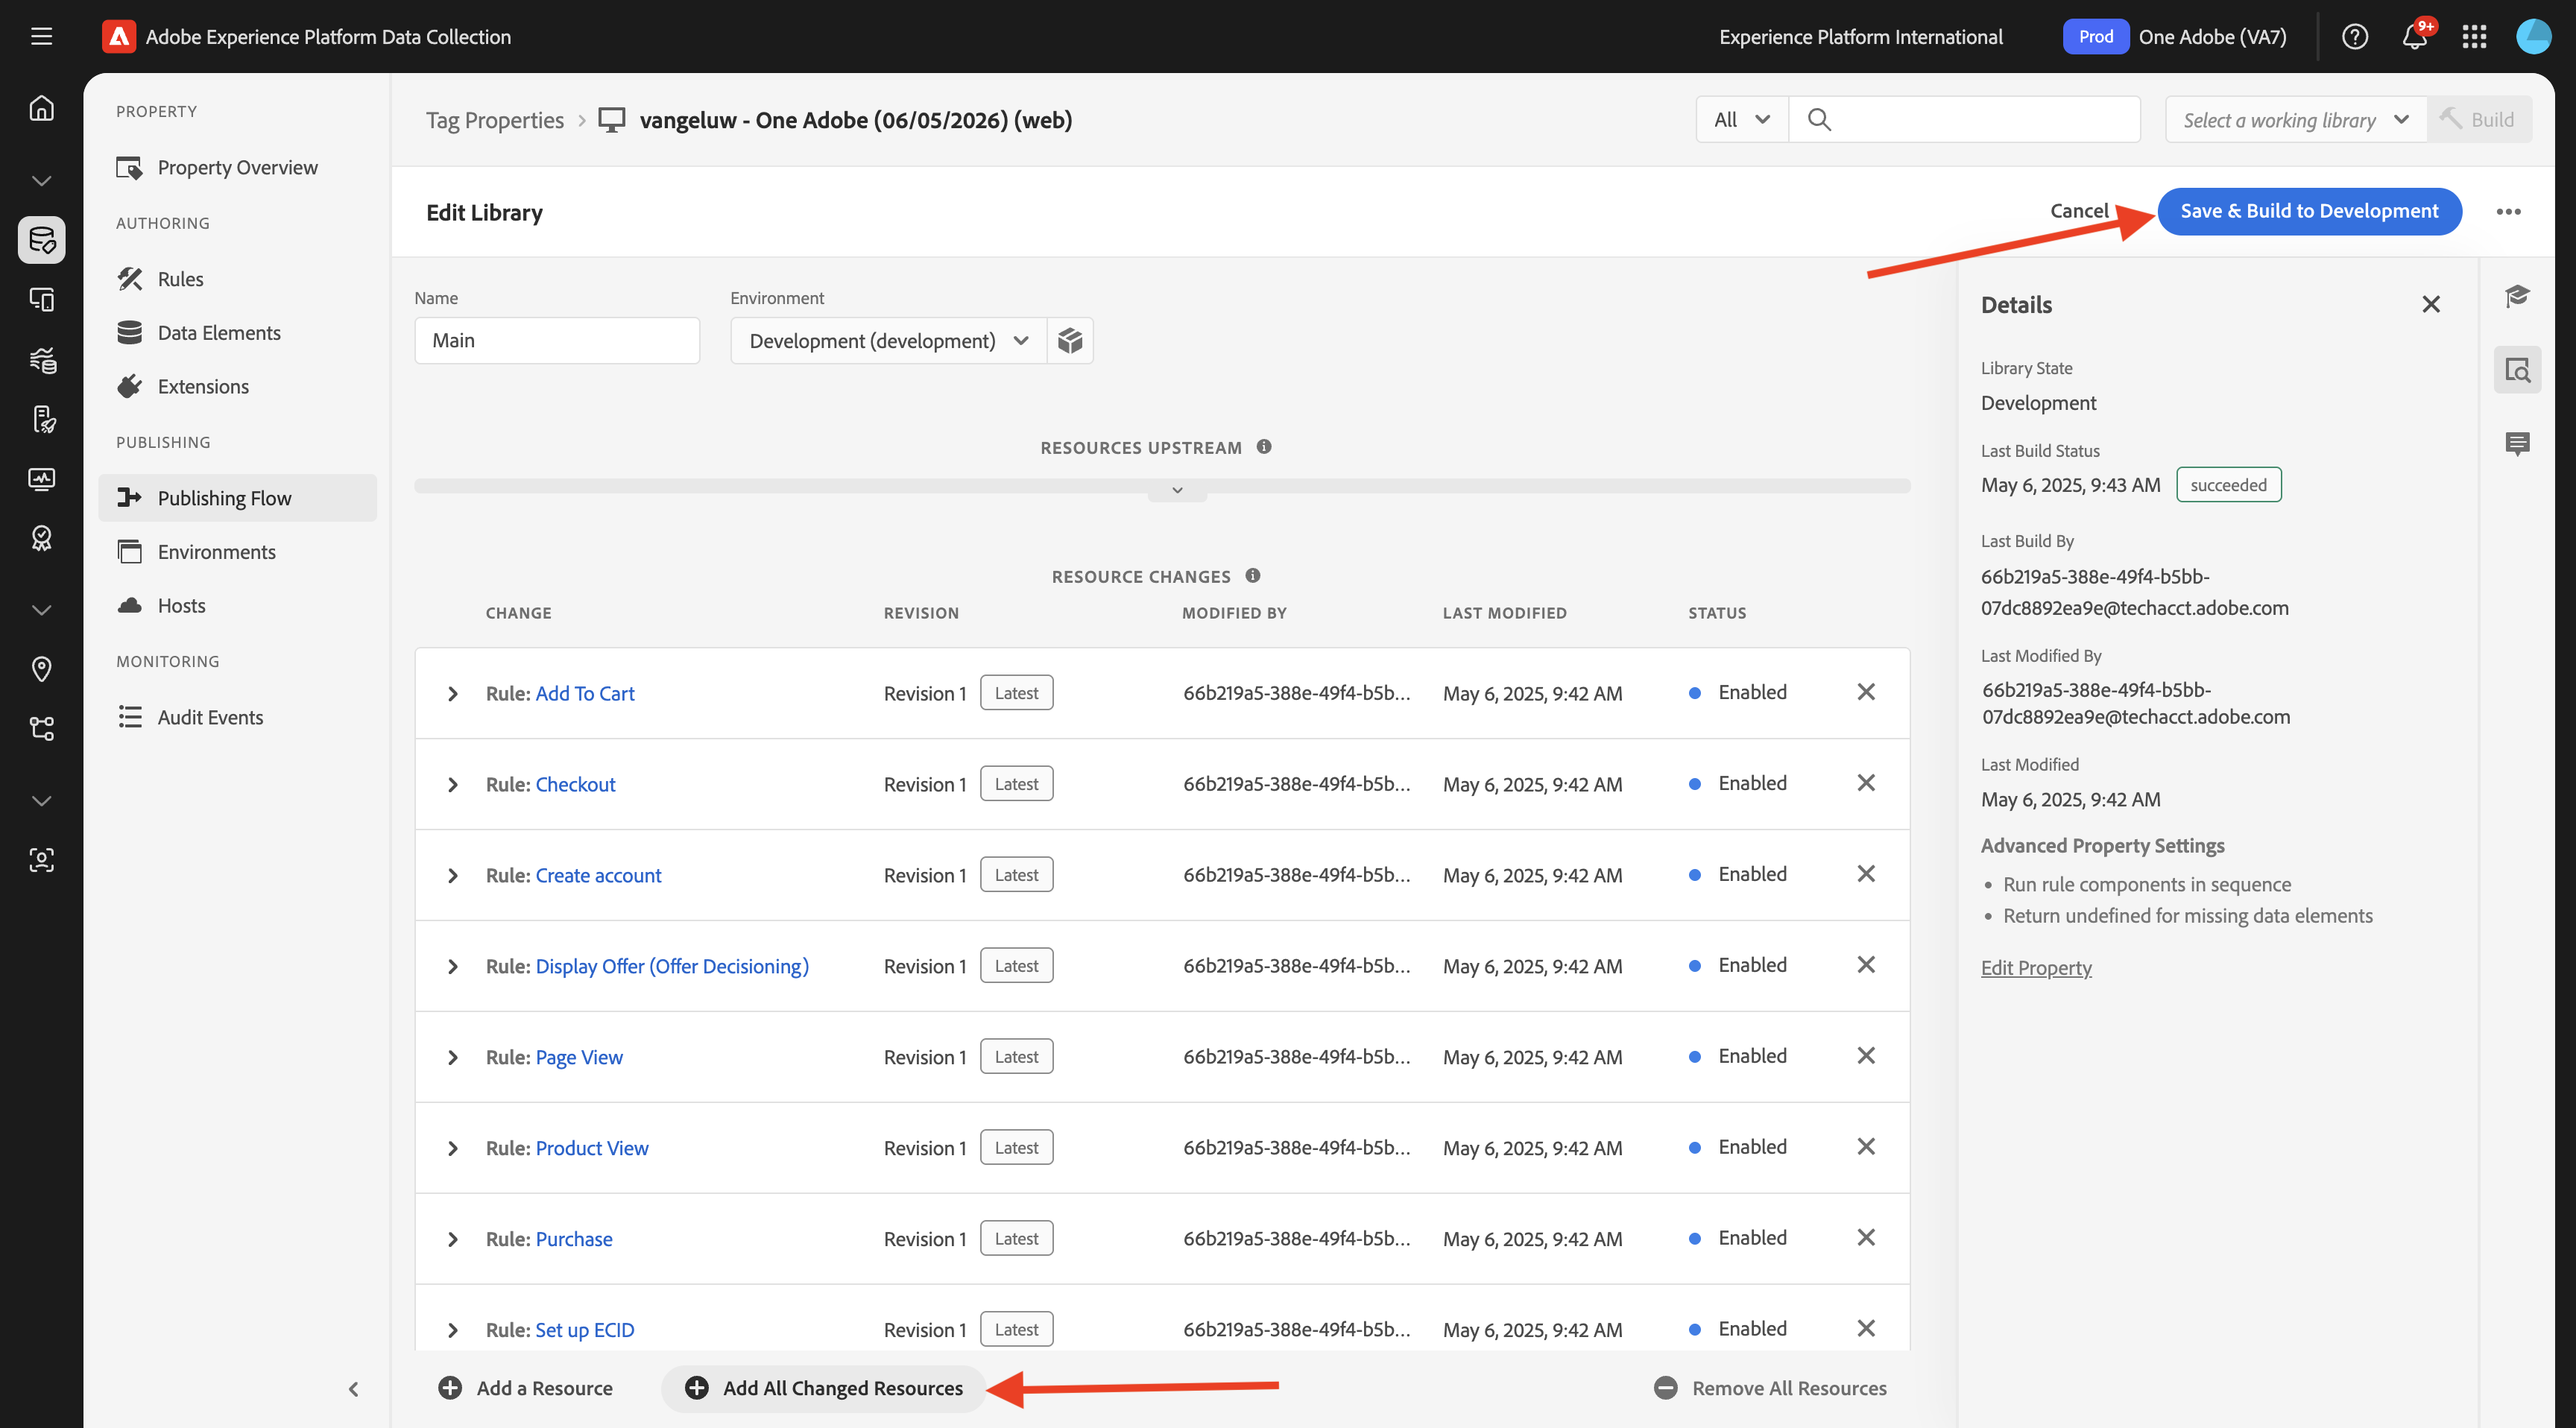 Adobe Experience Platform Data Collection
Experience Platform International
Prod
One Adobe (VA7)
9+
PROPERTY
Property Overview
AUTHORING
Rules
Data Elements
Extensions
PUBLISHING
Publishing Flow
Environments
Hosts
MONITORING
Audit Events
Tag Properties
vangeluw - One Adobe (06/05/2026) (web)
All
Select a working library
Build
Edit Library
Cancel
Save & Build to Development
Name
Main
Environment
Development (development)
RESOURCES UPSTREAM
RESOURCE CHANGES
CHANGE REVISION MODIFIED BY LAST MODIFIED STATUS
Rule: Add To Cart Revision 1 Latest 66b219a5-388e-49f4-b5b... May 6, 2025, 9:42 AM Enabled
Rule: Checkout Revision 1 Latest 66b219a5-388e-49f4-b5b... May 6, 2025, 9:42 AM Enabled
Rule: Create account Revision 1 Latest 66b219a5-388e-49f4-b5b... May 6, 2025, 9:42 AM Enabled
Rule: Display Offer (Offer Decisioning) Revision 1 Latest 66b219a5-388e-49f4-b5b... May 6, 2025, 9:42 AM Enabled
Rule: Page View Revision 1 Latest 66b219a5-388e-49f4-b5b... May 6, 2025, 9:42 AM Enabled
Rule: Product View Revision 1 Latest 66b219a5-388e-49f4-b5b... May 6, 2025, 9:42 AM Enabled
Rule: Purchase Revision 1 Latest 66b219a5-388e-49f4-b5b... May 6, 2025, 9:42 AM Enabled
Rule: Set up ECID Revision 1 Latest 66b219a5-388e-49f4-b5b... May 6, 2025, 9:42 AM Enabled
Add a Resource
Add All Changed Resources
Remove All Resources
Details
Library State
Development
Last Build Status
May 6, 2025, 9:43 AM succeeded
Last Build By
66b219a5-388e-49f4-b5bb-
07dc8892ea9e@techacct.adobe.com
Last Modified By
66b219a5-388e-49f4-b5bb-
07dc8892ea9e@techacct.adobe.com
Last Modified
May 6, 2025, 9:42 AM
Advanced Property Settings
• Run rule components in sequence
• Return undefined for missing data elements
Edit Property